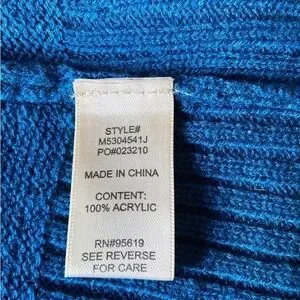 STYLE#
M5304541J
PO#023210
MADE IN CHINA
CONTENT:
100% ACRYLIC
RN#95619
SEE REVERSE
FOR CARE